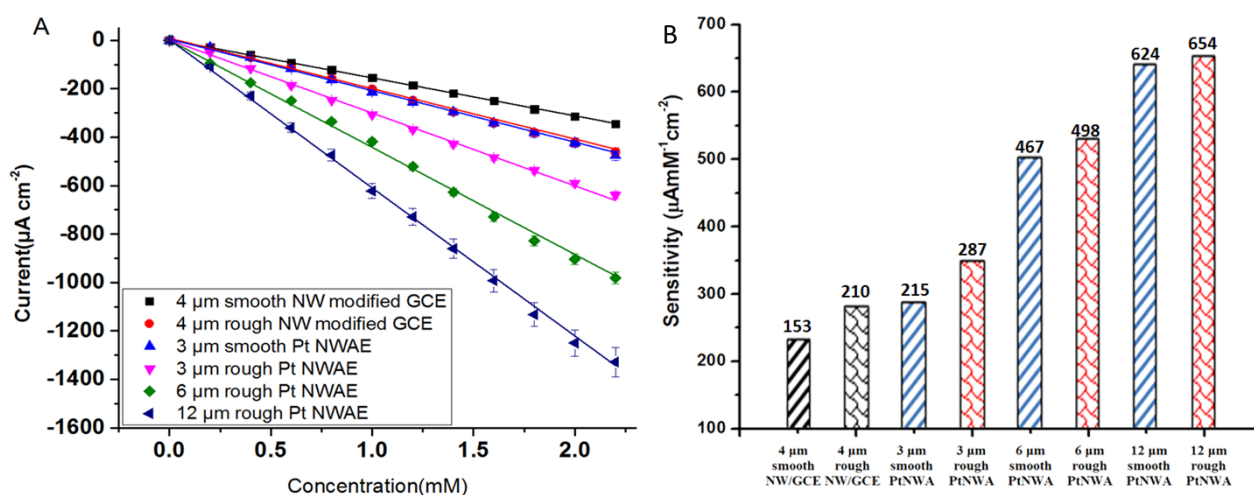 A
Current(µA cm⁻²)
0
-200
-400
-600
-800
-1000
-1200
-1400
-1600
4 µm smooth NW modified GCE
4 µm rough NW modified GCE
3 µm smooth Pt NWAE
3 µm rough Pt NWAE
6 µm rough Pt NWAE
12 µm rough Pt NWAE
0.0 0.5 1.0 1.5 2.0
Concentration(mM)
B
Sensitivity (µAmM⁻¹cm⁻²)
700
600
500
400
300
200
100
153 210 215 287 467 498 624 654
4 µm 4 µm 3 µm 3 µm 6 µm 6 µm 12 µm 12 µm
smooth rough smooth rough smooth rough smooth rough
NW/GCE NW/GCE PtNWA PtNWA PtNWA PtNWA PtNWA PtNWA